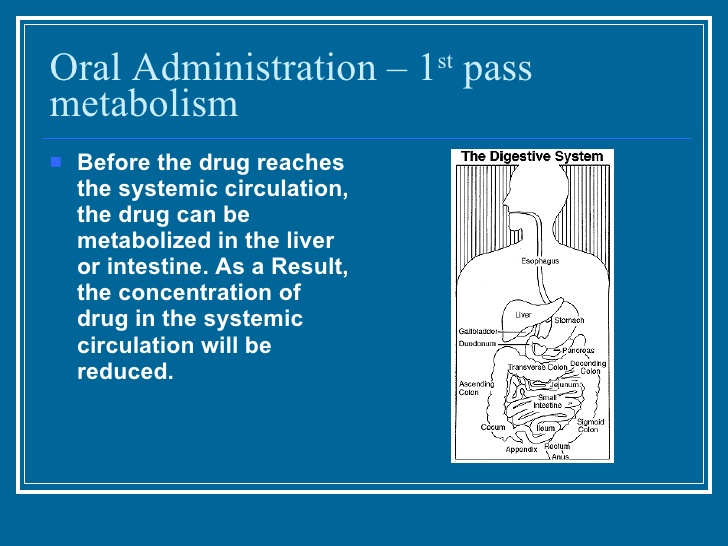 Oral Administration – 1st pass
metabolism
Before the drug reaches
the systemic circulation,
the drug can be
metabolized in the liver
or intestine. As a Result,
the concentration of
drug in the systemic
circulation will be
reduced.
The Digestive System
Esophagus
Liver
Stomach
Gallbladder
Duodonum
Pancreas
Transverse Colon
Decending
Colon
Ascending
Colon
Jejunum
Small
Intestine
Sigmoid
Colon
Cecum
Ileum
Appendix
Rectum
Anus